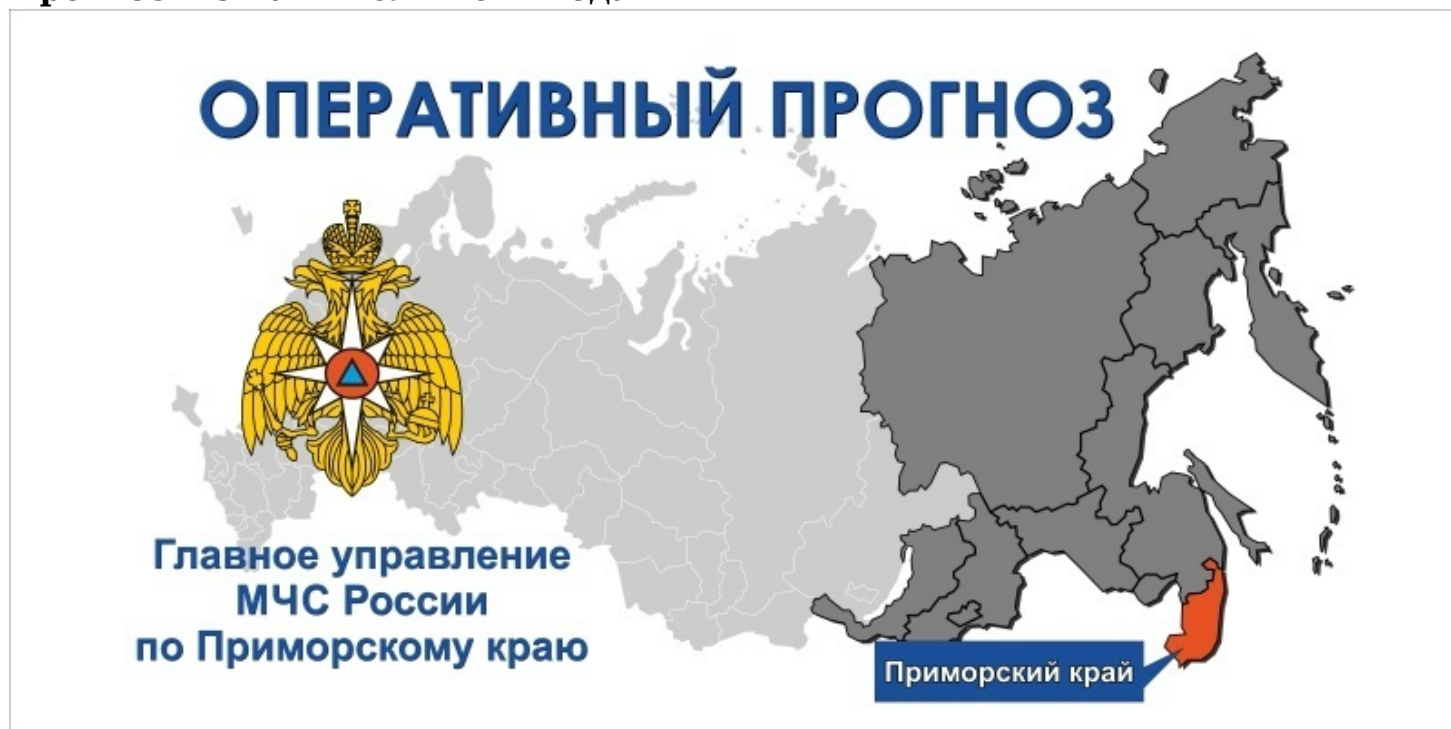 ОПЕРАТИВНЫЙ ПРОГНОЗ
Главное управление
МЧС России
по Приморскому краю
Приморский край